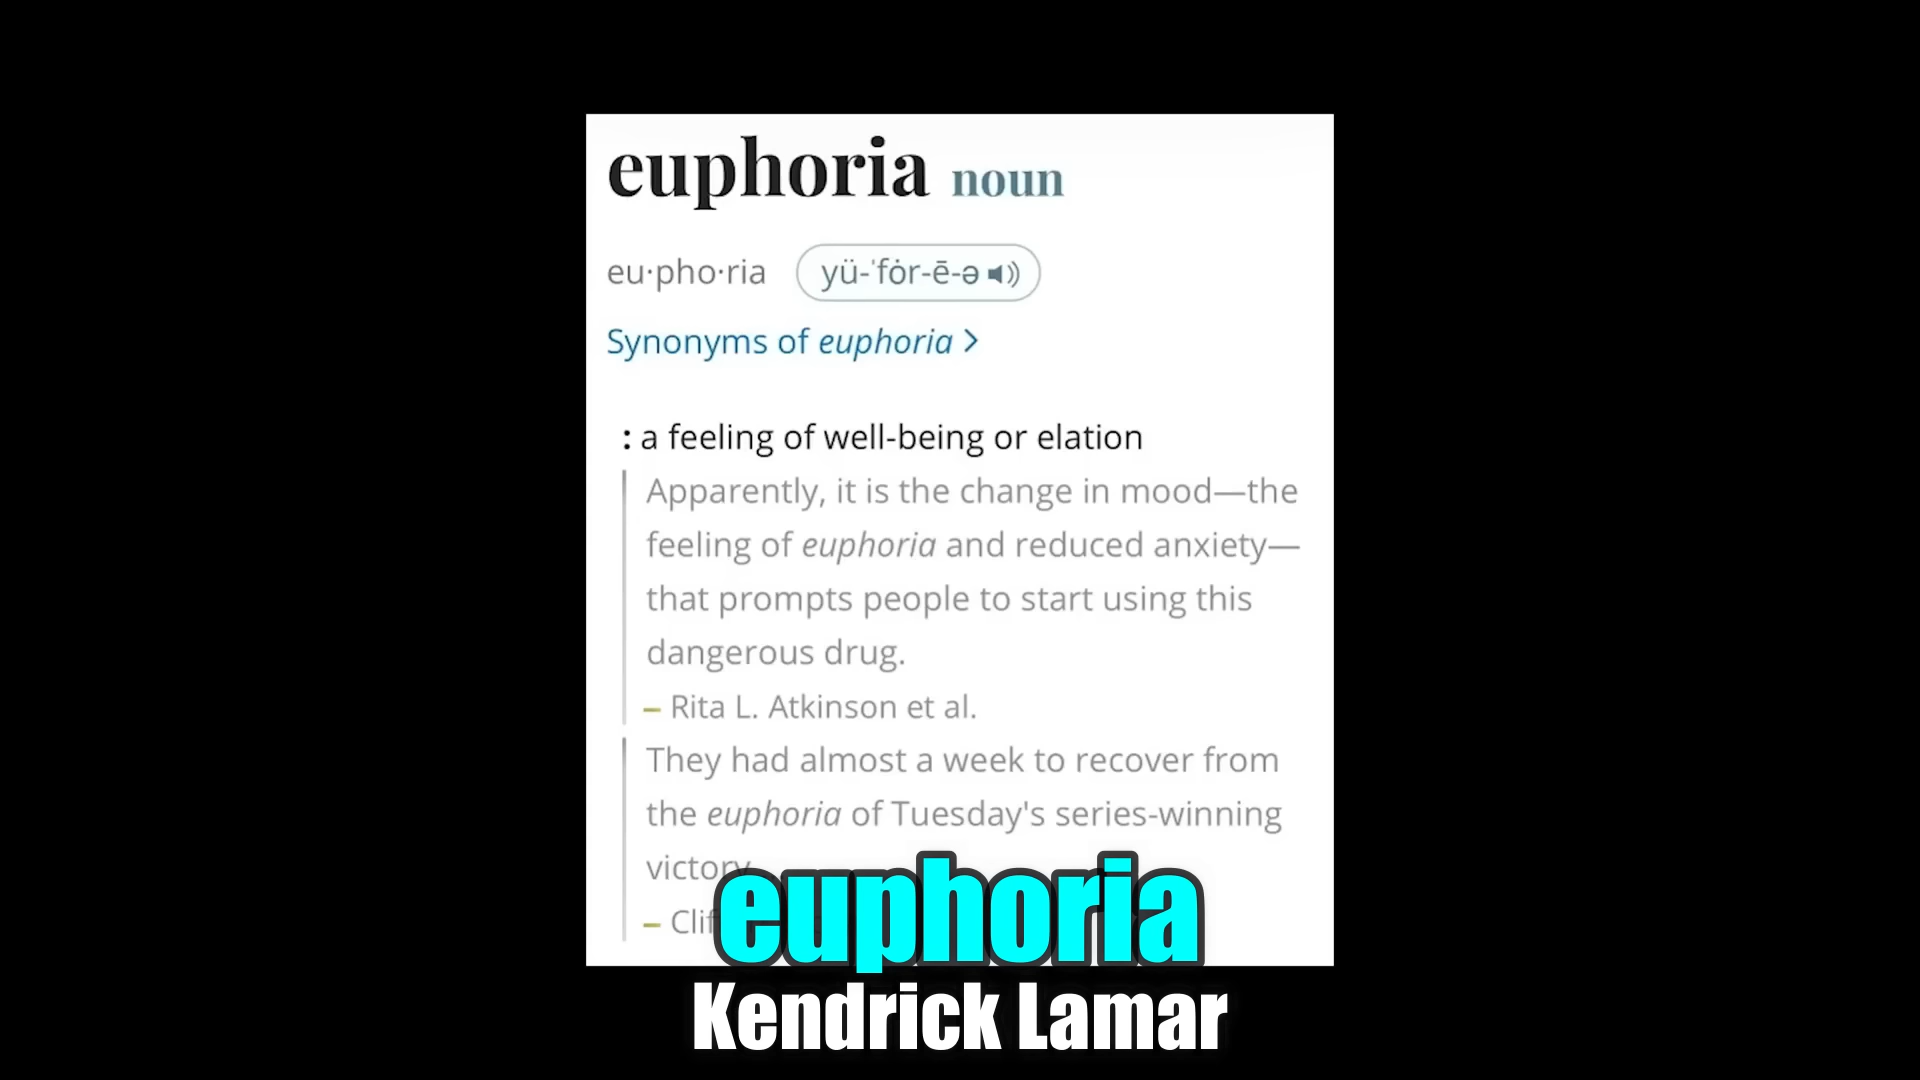 euphoria noun
eu·pho·ria yü-ˈfȯr-ē-ə
Synonyms of euphoria >
: a feeling of well-being or elation
Apparently, it is the change in mood—the
feeling of euphoria and reduced anxiety—
that prompts people to start using this
dangerous drug.
– Rita L. Atkinson et al.
They had almost a week to recover from
the euphoria of Tuesday's series-winning
victory
euphoria
Kendrick Lamar